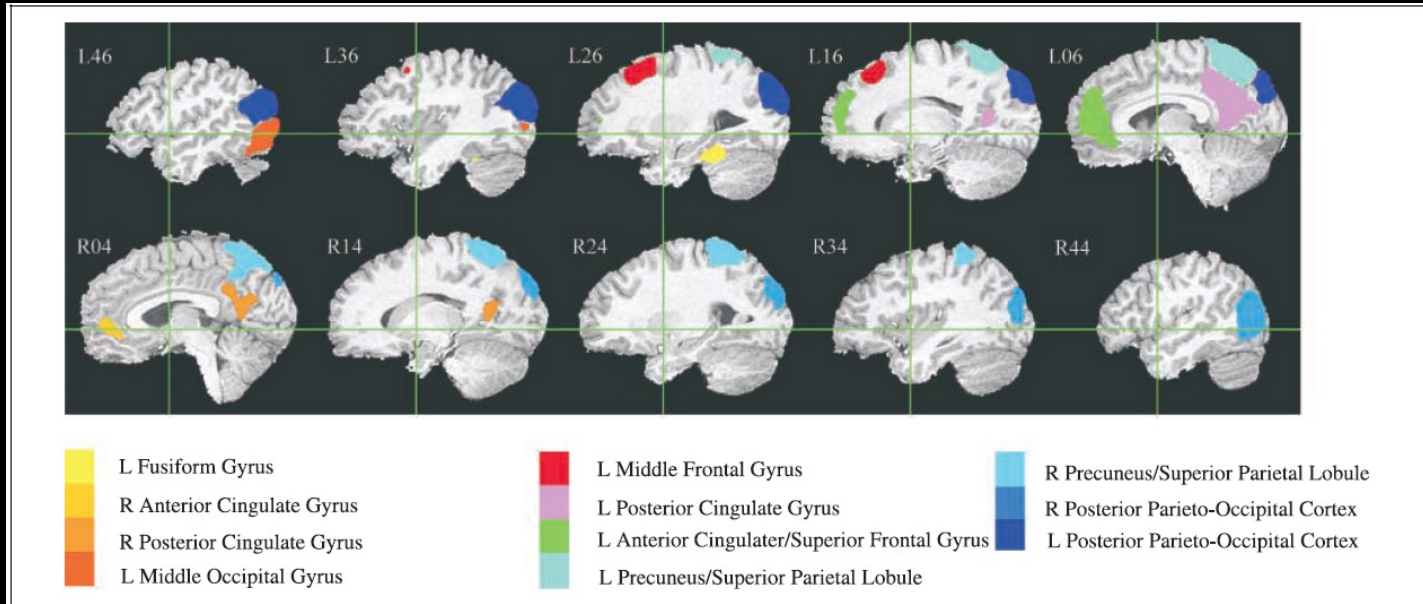 L46
L36
L26
L16
L06
R04
R14
R24
R34
R44
L Fusiform Gyrus
R Anterior Cingulate Gyrus
R Posterior Cingulate Gyrus
L Middle Occipital Gyrus
L Middle Frontal Gyrus
L Posterior Cingulate Gyrus
L Anterior Cingulater/Superior Frontal Gyrus
L Precuneus/Superior Parietal Lobule
R Precuneus/Superior Parietal Lobule
R Posterior Parieto-Occipital Cortex
L Posterior Parieto-Occipital Cortex